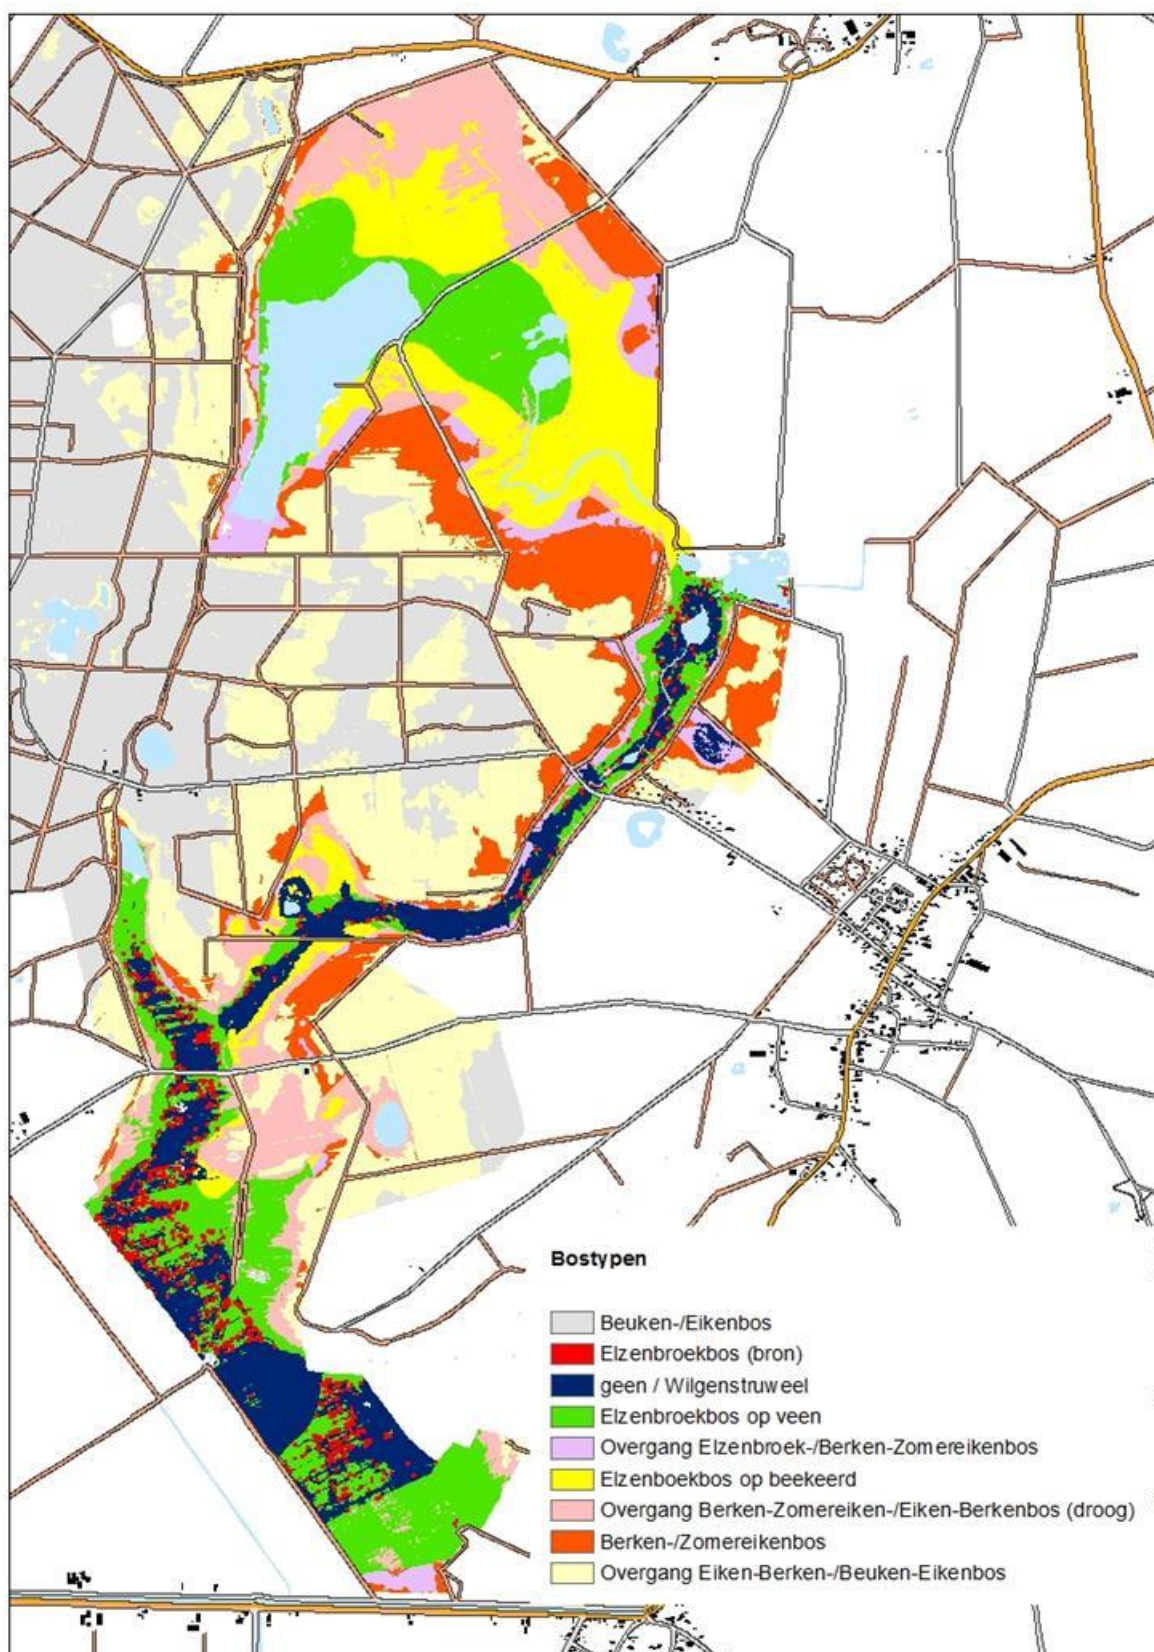 Bostypen
Beuken-/Eikenbos
Elzenbroekbos (bron)
geen / Wilgenstruweel
Elzenbroekbos op veen
Overgang Elzenbroek-/Berken-Zomereikenbos
Elzenboekbos op beekeerd
Overgang Berken-Zomereiken-/Eiken-Berkenbos (droog)
Berken-/Zomereikenbos
Overgang Eiken-Berken-/Beuken-Eikenbos